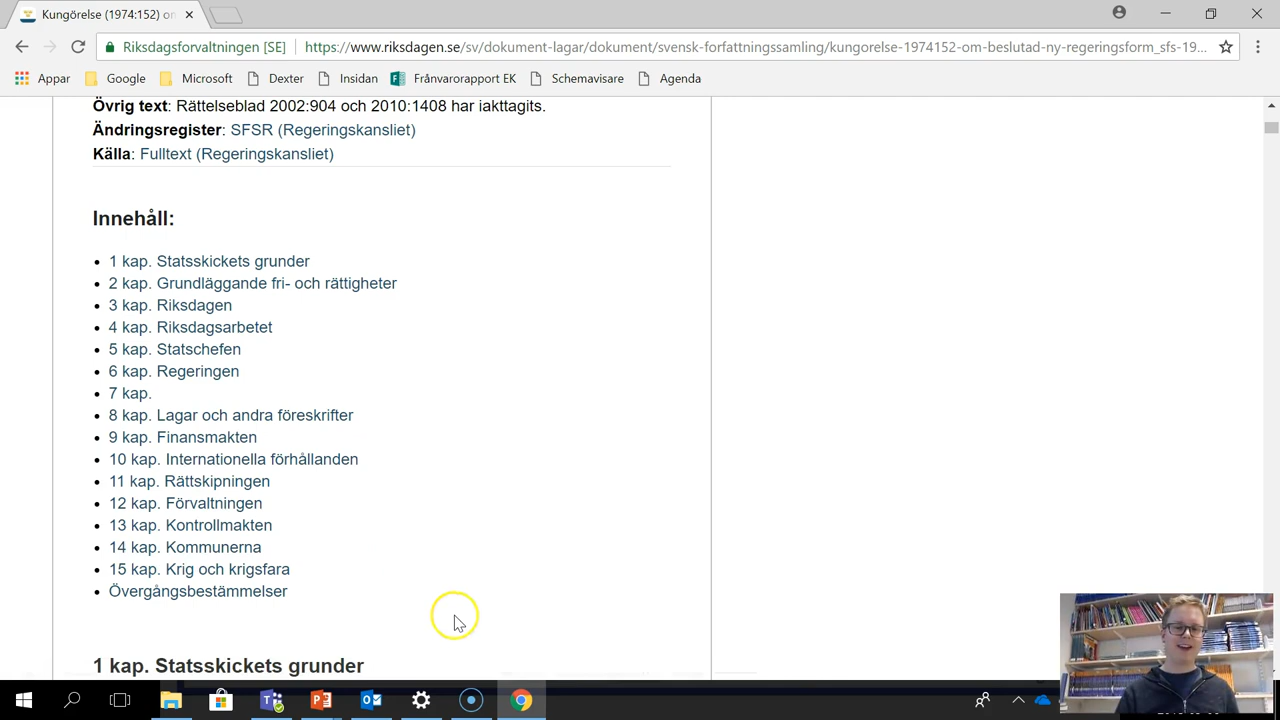 Kungörelse (1974:152) on
Riksdagsforvaltningen [SE] https://www.riksdagen.se/sv/dokument-lagar/dokument/svensk-forfattningssamling/kungorelse-1974152-om-beslutad-ny-regeringsform_sfs-19...
Appar Google Microsoft Dexter Insidan Frånvarorapport EK Schemavisare Agenda
Övrig text: Rättelseblad 2002:904 och 2010:1408 har iakttagits.
Ändringsregister: SFSR (Regeringskansliet)
Källa: Fulltext (Regeringskansliet)
Innehåll:
1 kap. Statsskickets grunder
2 kap. Grundläggande fri- och rättigheter
3 kap. Riksdagen
4 kap. Riksdagsarbetet
5 kap. Statschefen
6 kap. Regeringen
7 kap.
8 kap. Lagar och andra föreskrifter
9 kap. Finansmakten
10 kap. Internationella förhållanden
11 kap. Rättskipningen
12 kap. Förvaltningen
13 kap. Kontrollmakten
14 kap. Kommunerna
15 kap. Krig och krigsfara
Övergångsbestämmelser
1 kap. Statsskickets grunder